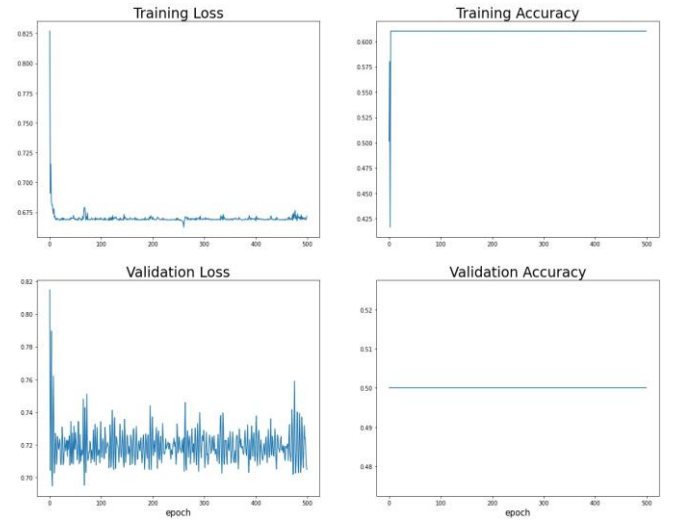 Training Loss
0.825
0.800
0.775
0.750
0.725
0.700
0.675
0 100 200 300 400 500
Training Accuracy
0.600
0.575
0.550
0.525
0.500
0.475
0.450
0.425
0 100 200 300 400 500
Validation Loss
0.82
0.80
0.78
0.76
0.74
0.72
0.70
0 100 200 300 400 500
epoch
Validation Accuracy
0.52
0.51
0.50
0.49
0.48
0 100 200 300 400 500
epoch